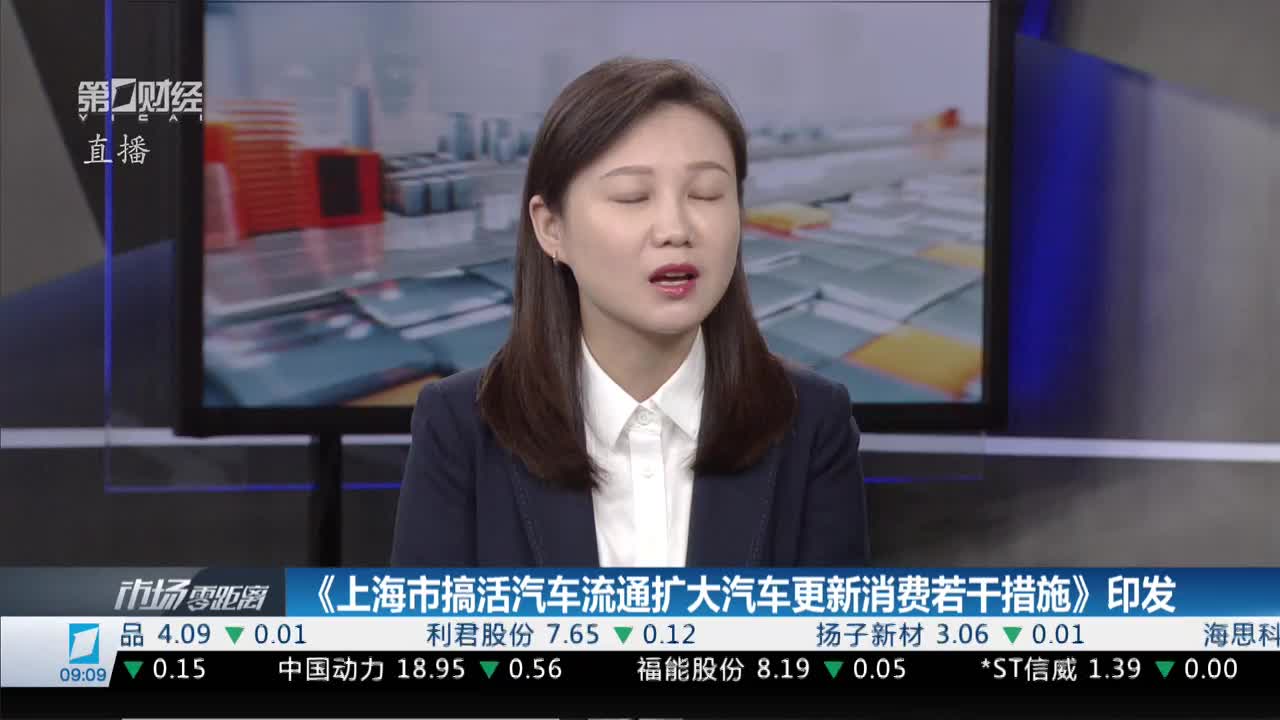 第一财经
YICAI
直播
市场零距离
《上海市搞活汽车流通扩大汽车更新消费若干措施》印发
品 4.09 ▼ 0.01 利君股份 7.65 ▼ 0.12 扬子新材 3.06 ▼ 0.01 海思科
09:09
▼ 0.15 中国动力 18.95 ▼ 0.56 福能股份 8.19 ▼ 0.05 *ST信威 1.39 ▼ 0.00